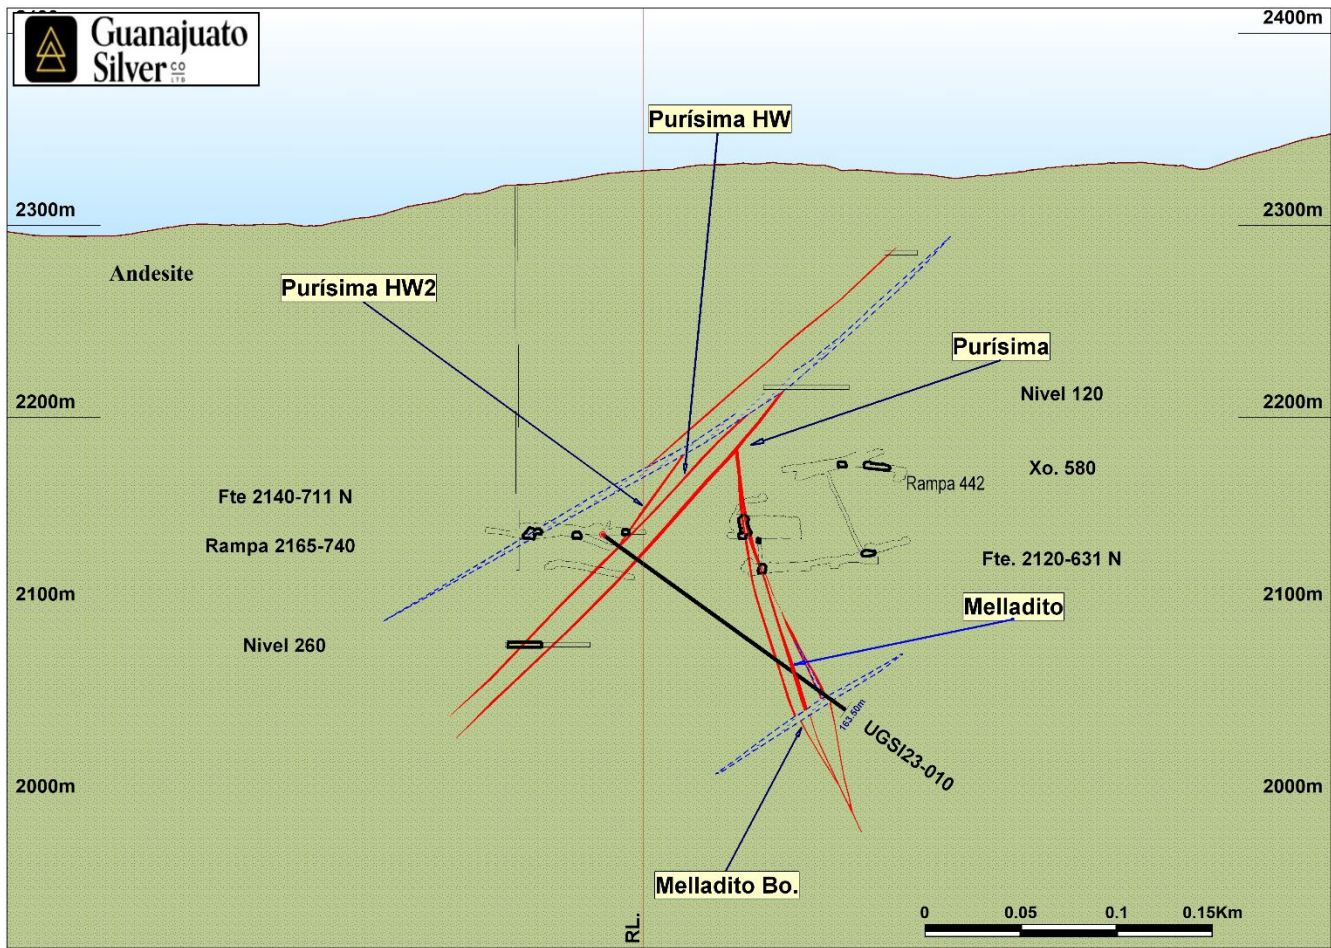 2400m
Guanajuato
Silver CO LTD
Purísima HW
2300m
2300m
Andesite
Purísima HW2
Purísima
Nivel 120
2200m
2200m
Xo. 580
Rampa 442
Fte 2140-711 N
Rampa 2165-740
Fte. 2120-631 N
2100m
2100m
Melladito
Nivel 260
163.50m
UGSI23-010
2000m
2000m
Melladito Bo.
RL.
0 0.05 0.1 0.15Km